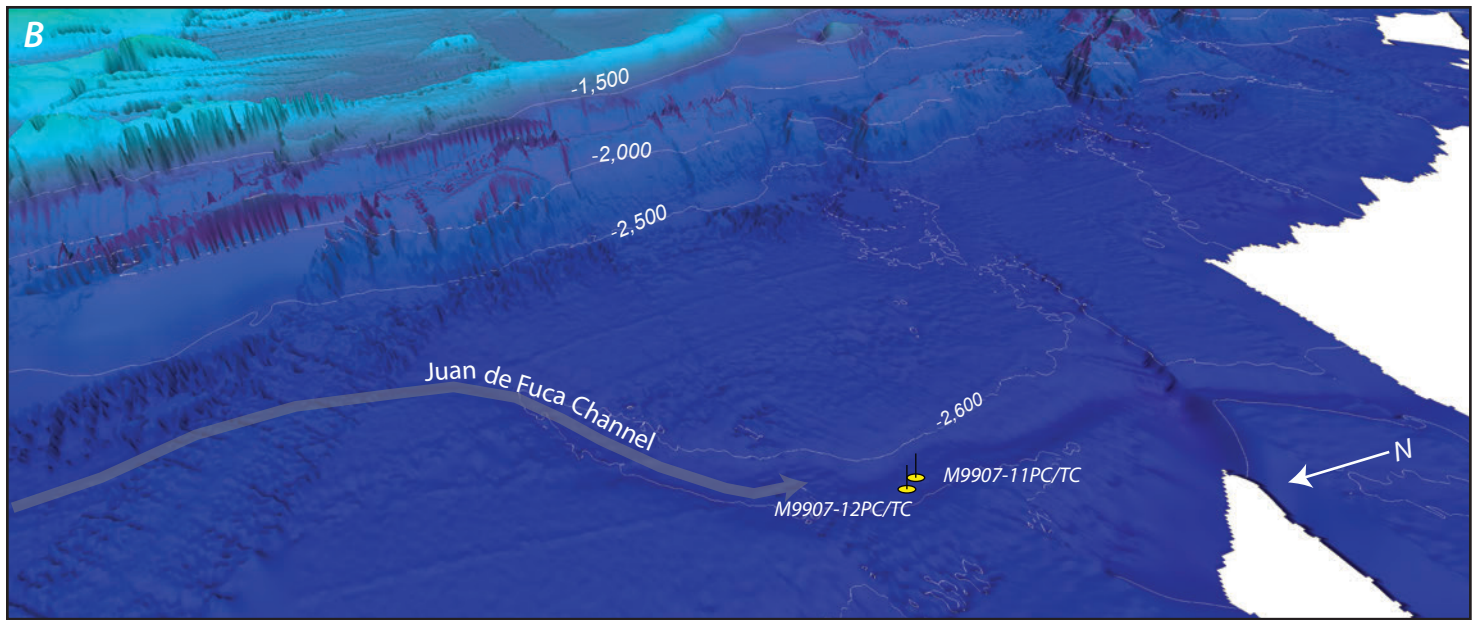 B
-1,500
-2,000
-2,500
Juan de Fuca Channel
-2,600
N
M9907-11PC/TC
M9907-12PC/TC